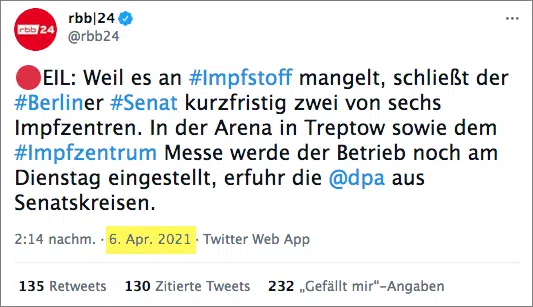 rbb24
rbb|24
@rbb24
EIL: Weil es an #Impfstoff mangelt, schließt der
#Berliner #Senat kurzfristig zwei von sechs
Impfzentren. In der Arena in Treptow sowie dem
#Impfzentrum Messe werde der Betrieb noch am
Dienstag eingestellt, erfuhr die @dpa aus
Senatskreisen.
2:14 nachm. · 6. Apr. 2021 · Twitter Web App
135 Retweets 130 Zitierte Tweets 232 „Gefällt mir“-Angaben